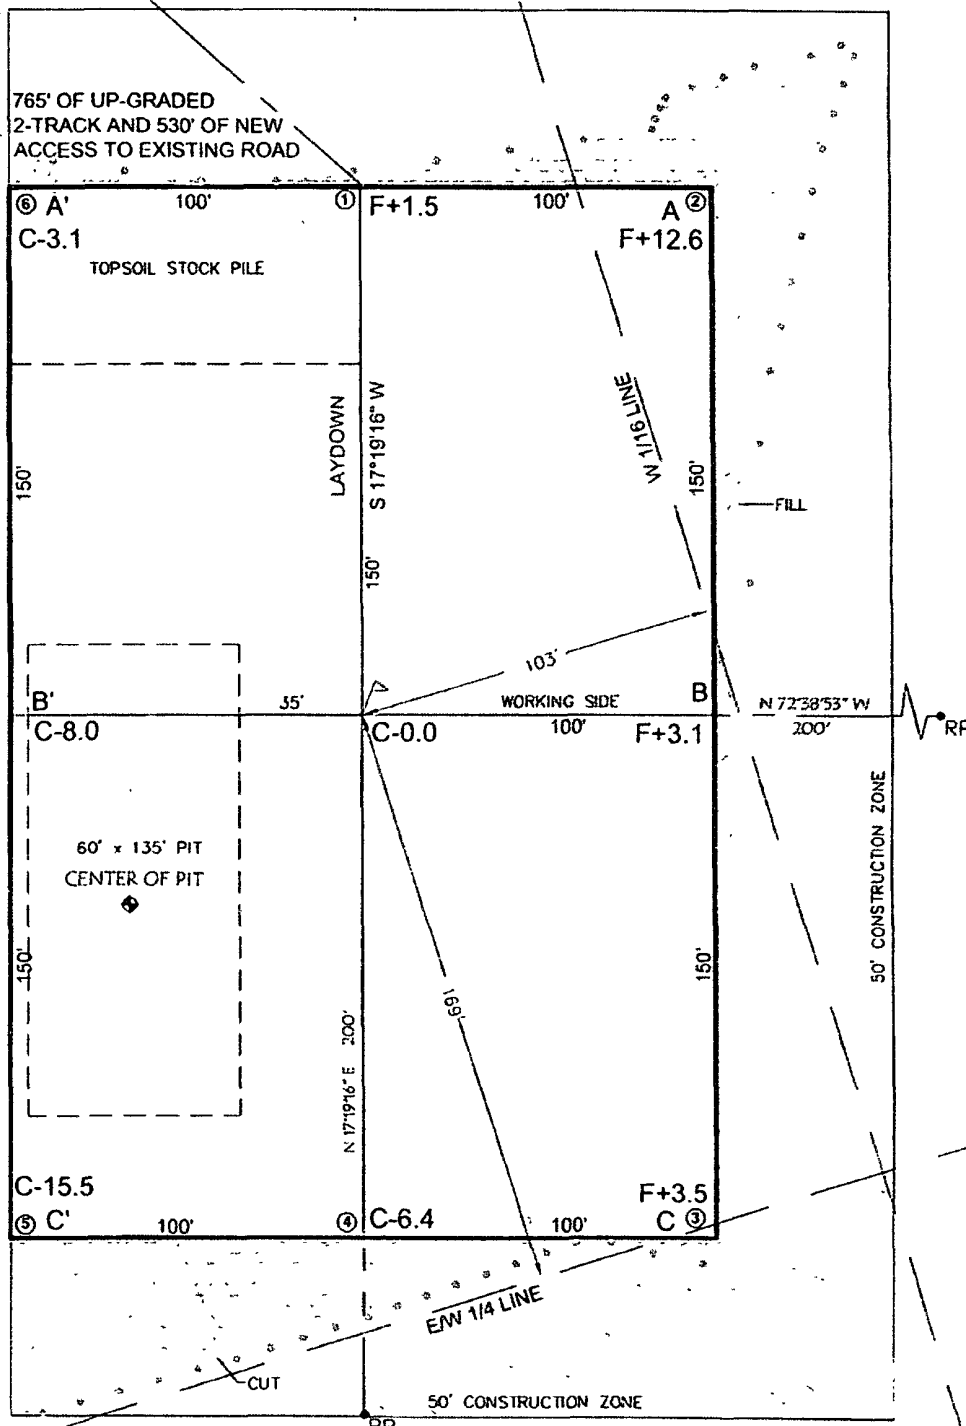 765' OF UP-GRADED
2-TRACK AND 530' OF NEW
ACCESS TO EXISTING ROAD
⑥ A' 100' ① F+1.5 100' A ②
C-3.1 F+12.6
TOPSOIL STOCK PILE
LAYDOWN
S 17°19'16" W
W 1/16 LINE
150'
150'
150'
FILL
103'
B' 35' WORKING SIDE B N 72°38'53" W
C-8.0 C-0.0 100' F+3.1 200' RP
50' CONSTRUCTION ZONE
60' x 135' PIT
CENTER OF PIT
150'
150'
199'
N 17°19'16" E 200'
C-15.5 F+3.5
⑤ C' 100' ④ C-6.4 100' C ③
E/W 1/4 LINE
CUT
50' CONSTRUCTION ZONE
RP